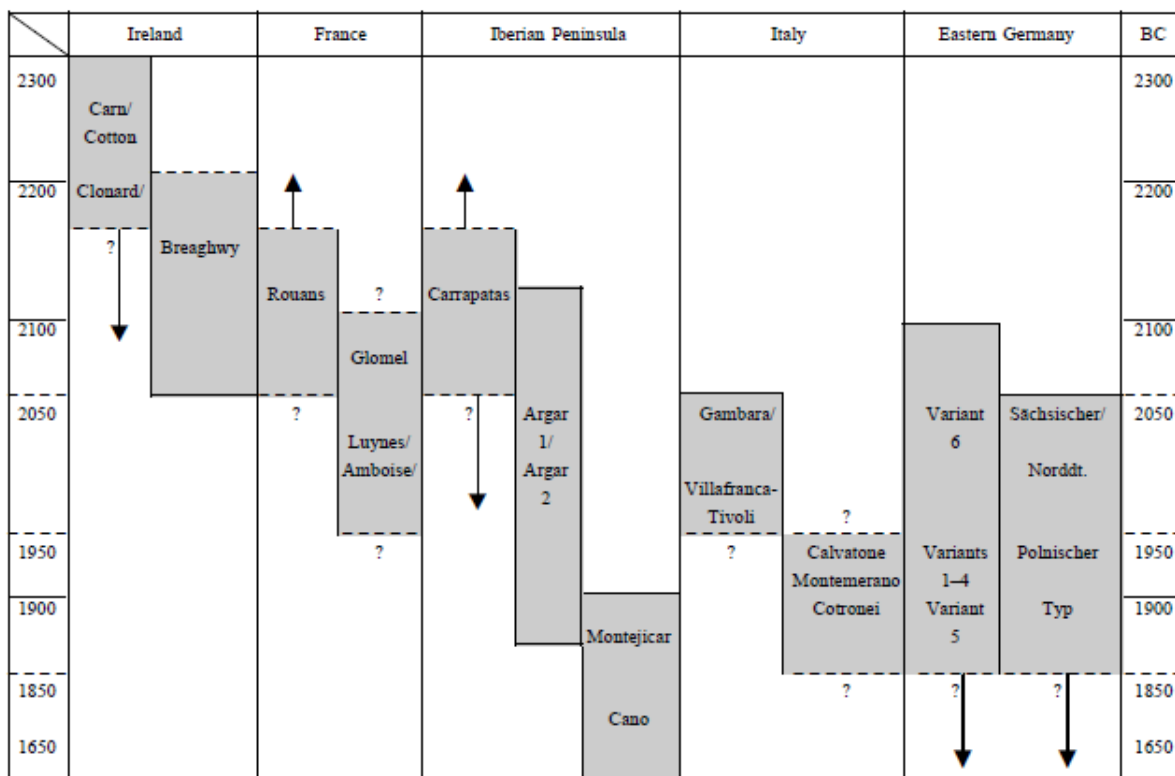 Ireland France Iberian Peninsula Italy Eastern Germany BC
2300 2300
Carn/
Cotton
2200 Clonard/ 2200
? Breaghwy
Rouans ? Carrapatas
2100 2100
Glomel
2050 ? ? Argar Gambara/ Variant Sächsischer/ 2050
Luynes/ 1/ 6
Amboise/ Argar Norddt.
2 Villafranca-
Tivoli ?
1950 ? ? Calvatone Variants Polnischer 1950
Montemerano 1–4
1900 Cotronei Variant Typ 1900
Montejicar 5
1850 ? ? ? 1850
Cano
1650 1650